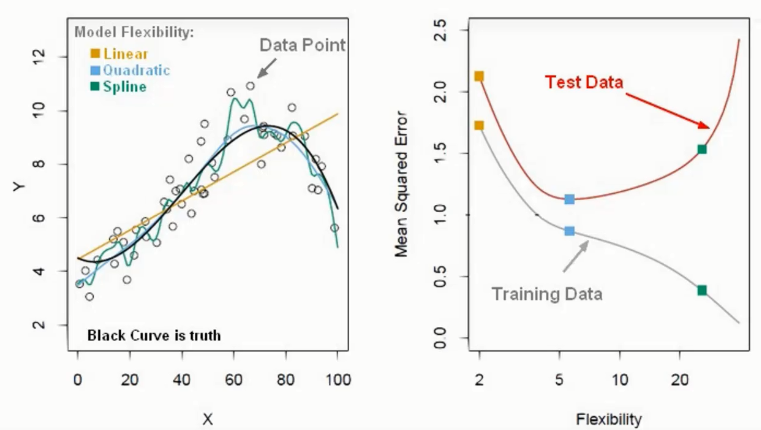 Model Flexibility:
Linear
Quadratic
Spline
Data Point
12
10
8
6
4
2
Y
Black Curve is truth
0 20 40 60 80 100
X
2.5
2.0
1.5
1.0
0.5
0.0
Mean Squared Error
Test Data
Training Data
2 5 10 20
Flexibility